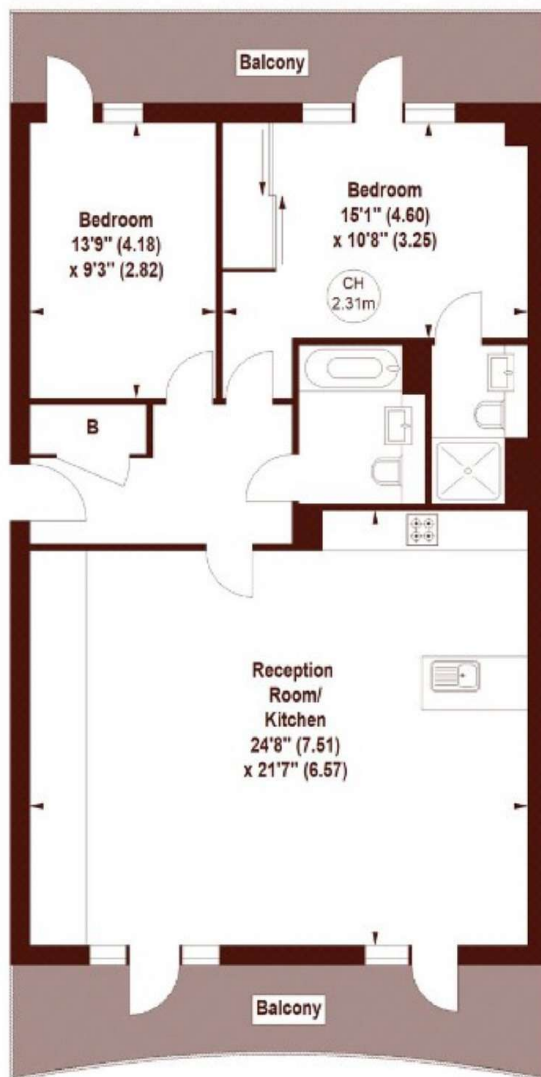 Balcony
Bedroom
13'9" (4.18)
x 9'3" (2.82)
Bedroom
15'1" (4.60)
x 10'8" (3.25)
CH
2.31m
B
Reception
Room/
Kitchen
24'8" (7.51)
x 21'7" (6.57)
Balcony